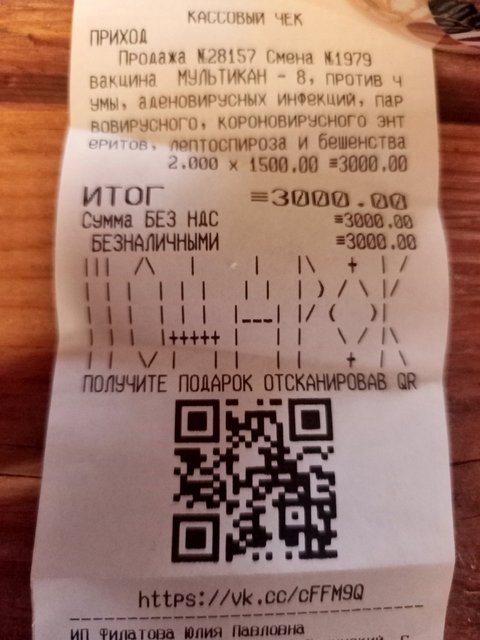 КАССОВЫЙ ЧЕК
ПРИХОД
Продажа №28157 Смена №1979
вакцина МУЛЬТИКАН - 8, против ч
умы, аденовирусных инфекций, пар
вовирусного, короновирусного энт
еритов, лептоспироза и бешенства
2.000 x 1500.00 ≡3000.00
ИТОГ ≡3000.00
Сумма БЕЗ НДС ≡3000.00
БЕЗНАЛИЧНЫМИ ≡3000.00
ПОЛУЧИТЕ ПОДАРОК ОТСКАНИРОВАВ QR
https://vk.cc/cFFM9Q
ИП Филатова Юлия Павловна